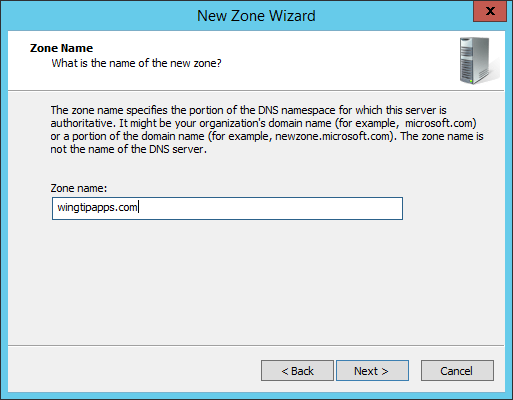 New Zone Wizard
X
Zone Name
What is the name of the new zone?
The zone name specifies the portion of the DNS namespace for which this server is
authoritative. It might be your organization's domain name (for example, microsoft.com)
or a portion of the domain name (for example, newzone.microsoft.com). The zone name is
not the name of the DNS server.
Zone name:
wingtipapps.com
< Back Next > Cancel